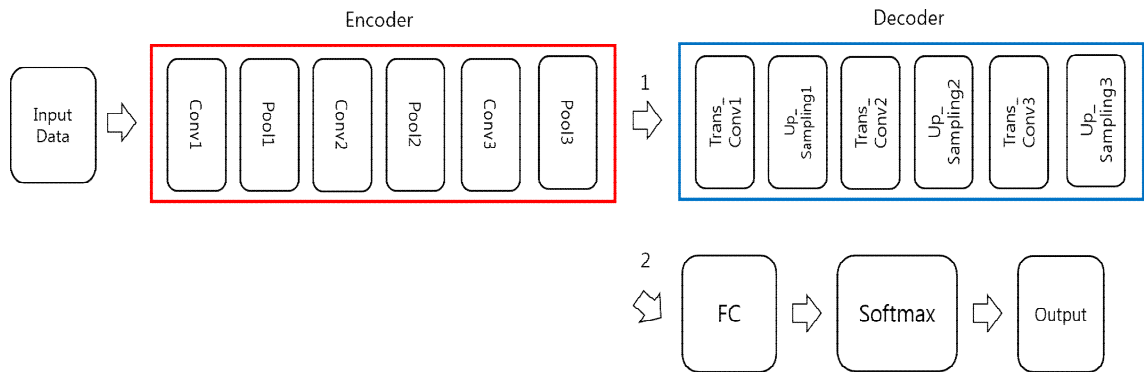 Encoder
Decoder
Input
Data
Conv1
Pool1
Conv2
Pool2
Conv3
Pool3
1
Trans_
Conv1
Up_
Sampling1
Trans_
Conv2
Up_
Sampling2
Trans_
Conv3
Up_
Sampling3
2
FC
Softmax
Output